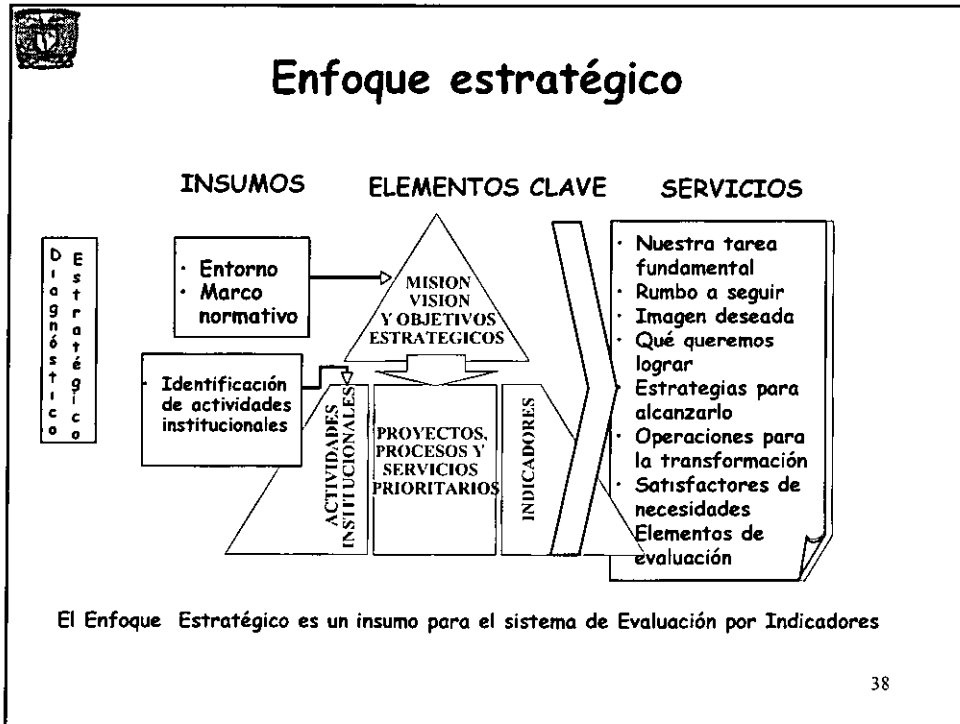 Enfoque estratégico
INSUMOS
ELEMENTOS CLAVE
SERVICIOS
Diagnóstico
Estratégico
· Entorno
· Marco
normativo
· Identificación
de actividades
institucionales
MISION
VISION
Y OBJETIVOS
ESTRATEGICOS
ACTIVIDADES
INSTITUCIONALES
PROYECTOS,
PROCESOS Y
SERVICIOS
PRIORITARIOS
INDICADORES
· Nuestra tarea
fundamental
· Rumbo a seguir
· Imagen deseada
· Qué queremos
lograr
· Estrategias para
alcanzarlo
· Operaciones para
la transformación
· Satisfactores de
necesidades
Elementos de
evaluación
El Enfoque Estratégico es un insumo para el sistema de Evaluación por Indicadores
38